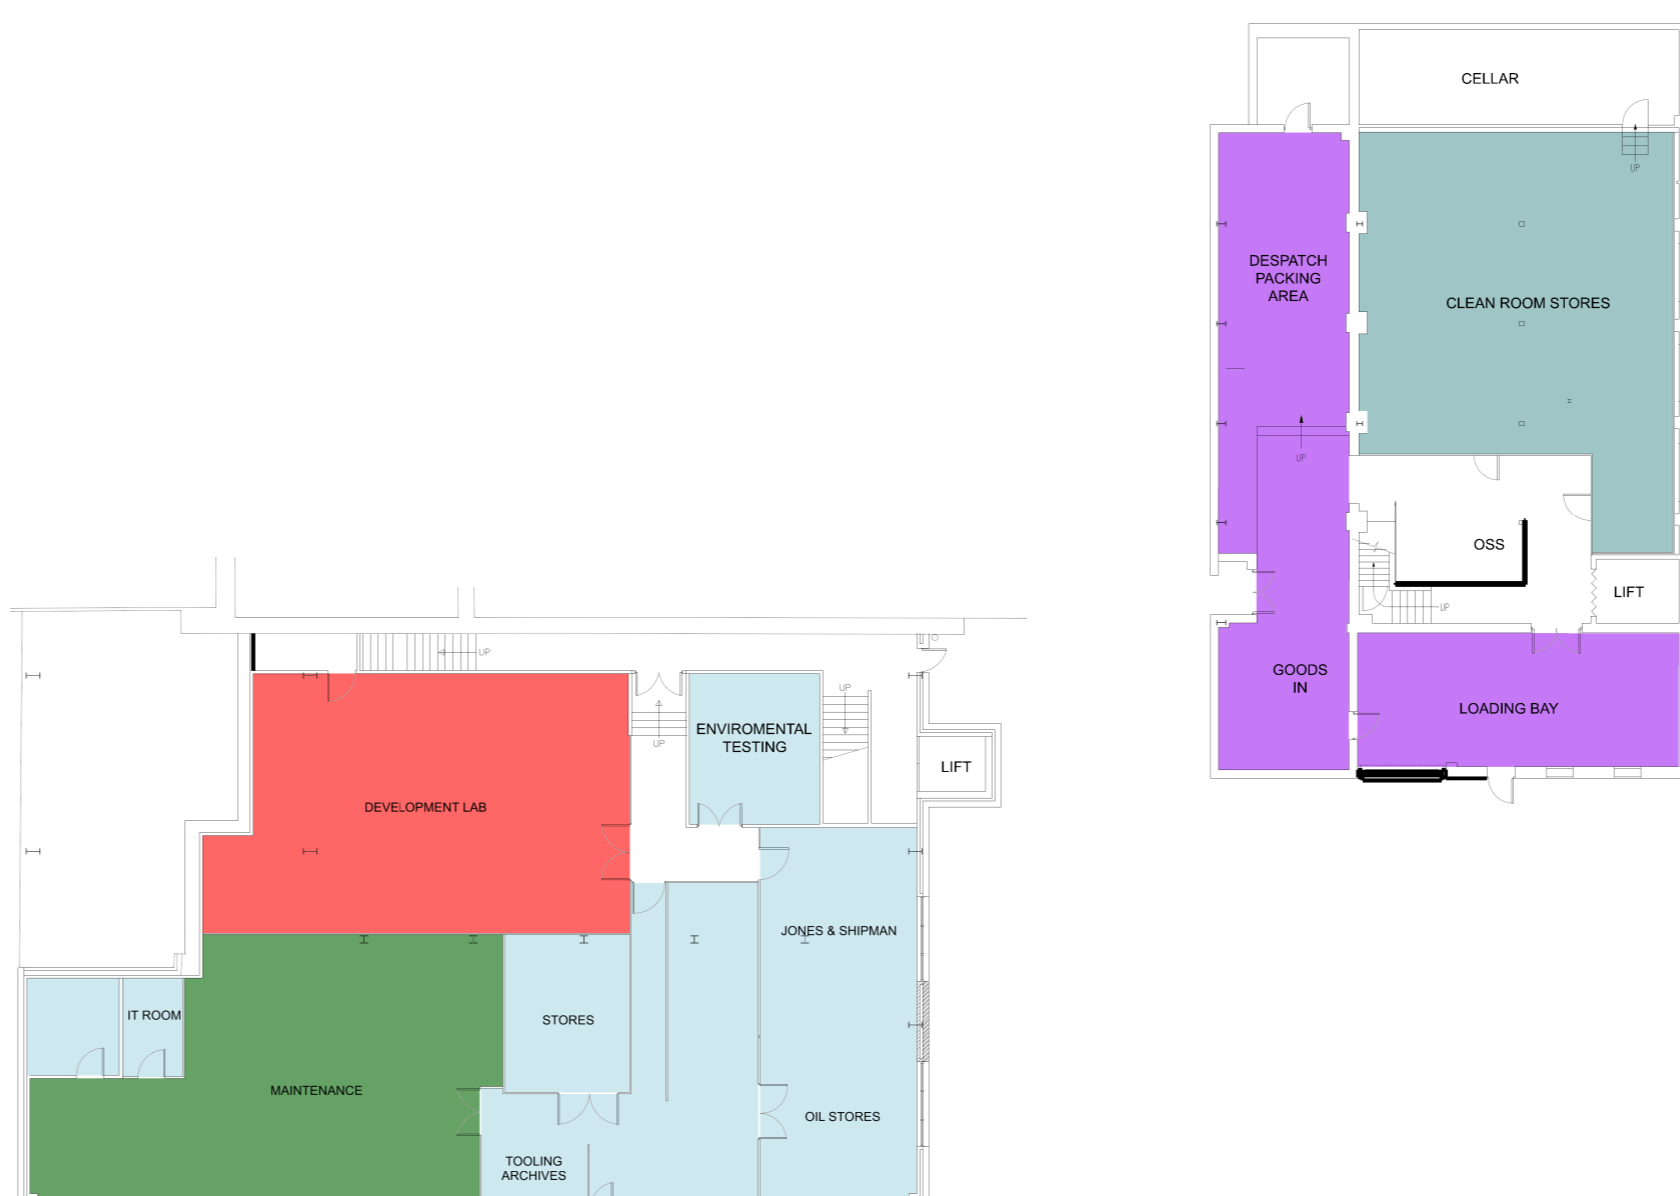 CELLAR
UP
DESPATCH
PACKING
AREA
CLEAN ROOM STORES
UP
OSS
LIFT
UP
GOODS
IN
LOADING BAY
UP
UP
UP
ENVIROMENTAL
TESTING
LIFT
DEVELOPMENT LAB
JONES & SHIPMAN
IT ROOM
STORES
MAINTENANCE
OIL STORES
TOOLING
ARCHIVES